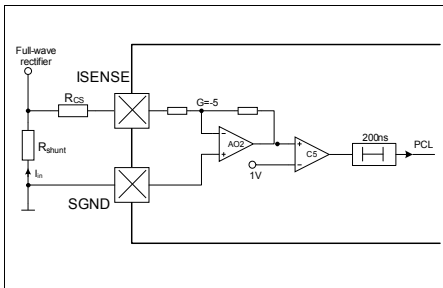 Full-wave
rectifier
ISENSE
RCS
G=-5
Rshunt
Iin
SGND
AO2
1V
C5
200ns
PCL